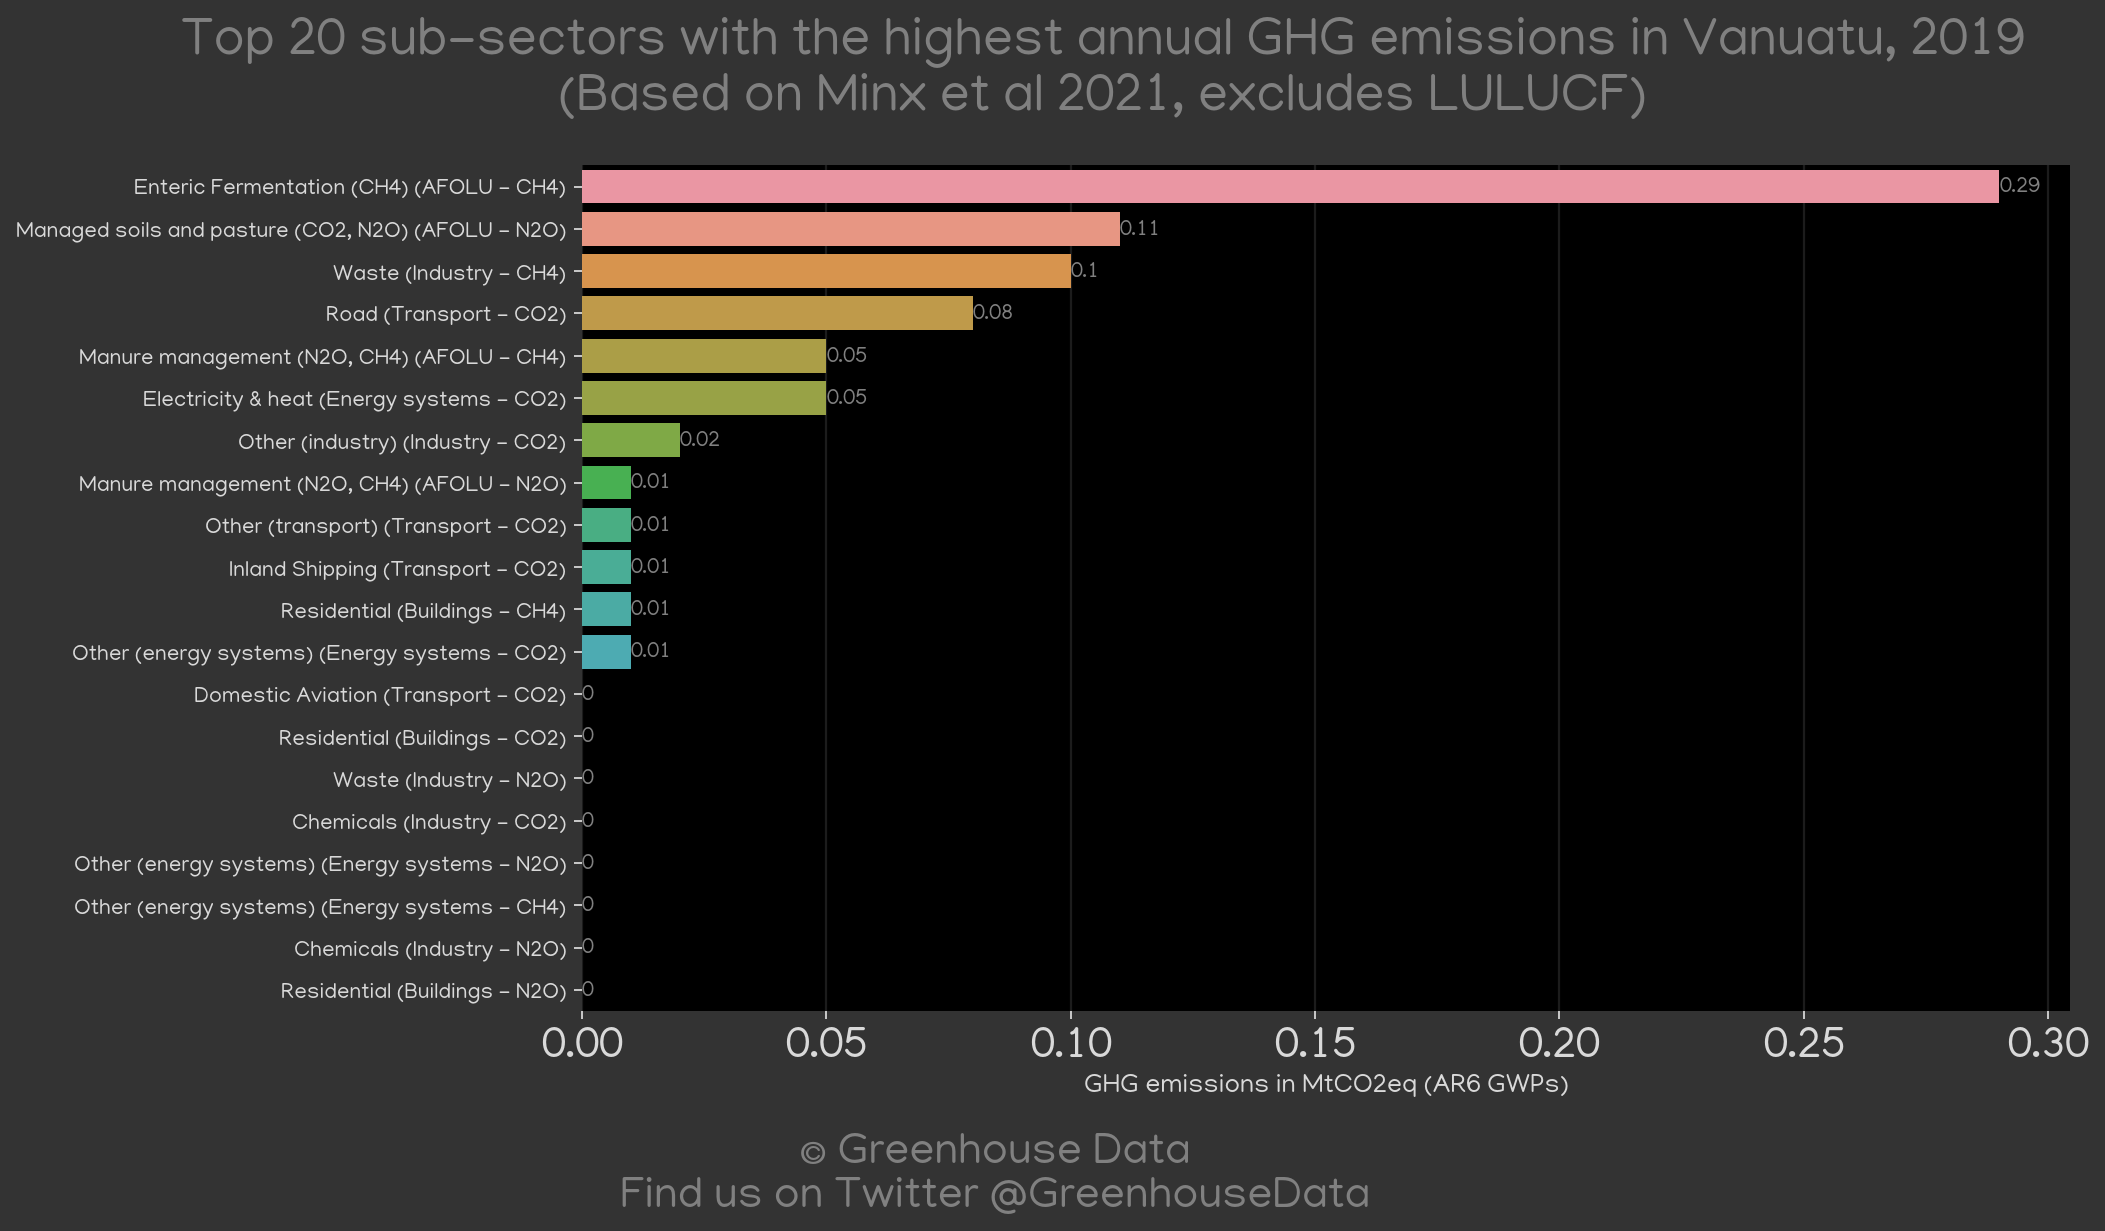 Top 20 sub-sectors with the highest annual GHG emissions in Vanuatu, 2019
(Based on Minx et al 2021, excludes LULUCF)
Enteric Fermentation (CH4) (AFOLU - CH4) 0.29
Managed soils and pasture (CO2, N2O) (AFOLU - N2O) 0.11
Waste (Industry - CH4) 0.1
Road (Transport - CO2) 0.08
Manure management (N2O, CH4) (AFOLU - CH4) 0.05
Electricity & heat (Energy systems - CO2) 0.05
Other (industry) (Industry - CO2) 0.02
Manure management (N2O, CH4) (AFOLU - N2O) 0.01
Other (transport) (Transport - CO2) 0.01
Inland Shipping (Transport - CO2) 0.01
Residential (Buildings - CH4) 0.01
Other (energy systems) (Energy systems - CO2) 0.01
Domestic Aviation (Transport - CO2) 0
Residential (Buildings - CO2) 0
Waste (Industry - N2O) 0
Chemicals (Industry - CO2) 0
Other (energy systems) (Energy systems - N2O) 0
Other (energy systems) (Energy systems - CH4) 0
Chemicals (Industry - N2O) 0
Residential (Buildings - N2O) 0
0.00 0.05 0.10 0.15 0.20 0.25 0.30
GHG emissions in MtCO2eq (AR6 GWPs)
© Greenhouse Data
Find us on Twitter @GreenhouseData